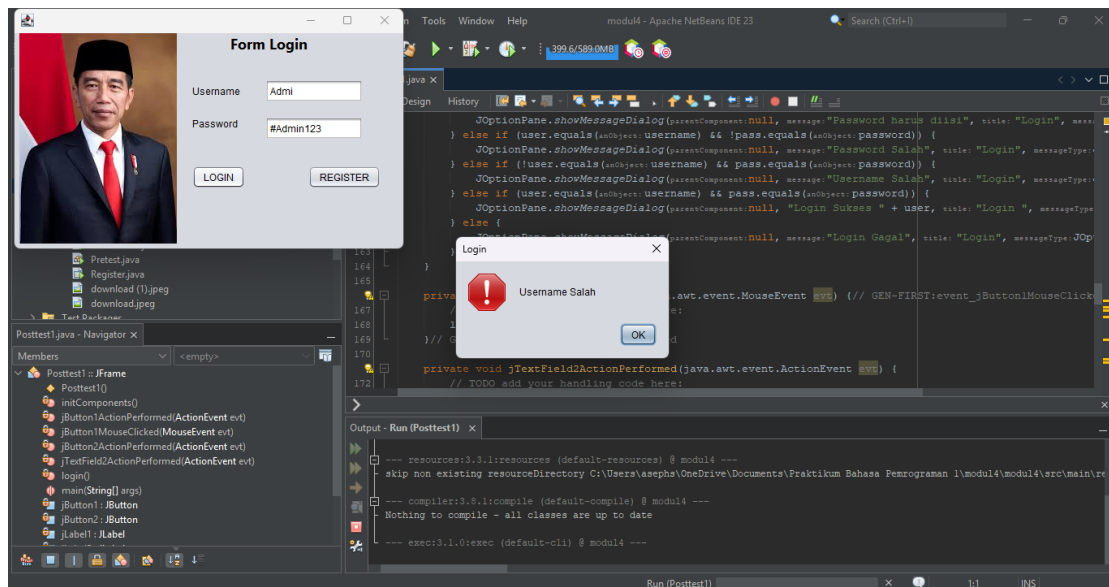 Tools Window Help
modul4 - Apache NetBeans IDE 23
Search (Ctrl+I)
399.6/589.0MB
Form Login
Username
Admi
Password
#Admin123
LOGIN
REGISTER
.java
Design History
JOptionPane.showMessageDialog(parentComponent:null, message:"Password harus diisi", title: "Login",
} else if (user.equals(anObject:username) && !pass.equals(anObject:password)) {
JOptionPane.showMessageDialog(parentComponent:null, message:"Password Salah", title: "Login", messageType:
} else if (!user.equals(anObject:username) && pass.equals(anObject:password)) {
JOptionPane.showMessageDialog(parentComponent:null, message:"Username Salah", title: "Login", messageType:
} else if (user.equals(anObject:username) && pass.equals(anObject:password)) {
JOptionPane.showMessageDialog(parentComponent:null, "Login Sukses " + user, title: "Login ", messageType
} else {
(parentComponent:null, message:"Login Gagal", title: "Login", messageType:JOp
163
164 }
165
.awt.event.MouseEvent evt) {// GEN-FIRST:event_jButton1MouseClick
167
168
169 }//
170
private void jTextField2ActionPerformed(java.awt.event.ActionEvent evt) {
172 // TODO add your handling code here:
Login
Username Salah
OK
Pretest.java
Register.java
download (1).jpeg
download.jpeg
Test Packages
Posttest1.java - Navigator
Members
<empty>
Posttest1 :: JFrame
Posttest1()
initComponents()
jButton1ActionPerformed(ActionEvent evt)
jButton1MouseClicked(MouseEvent evt)
jButton2ActionPerformed(ActionEvent evt)
jTextField2ActionPerformed(ActionEvent evt)
login()
main(String[] args)
jButton1 : JButton
jButton2 : JButton
jLabel1 : JLabel
Output - Run (Posttest1)
--- resources:3.3.1:resources (default-resources) @ modul4 ---
skip non existing resourceDirectory C:\Users\asephs\OneDrive\Documents\Praktikum Bahasa Pemrograman 1\modul4\modul4\src\main\re
--- compiler:3.8.1:compile (default-compile) @ modul4 ---
Nothing to compile - all classes are up to date
--- exec:3.1.0:exec (default-cli) @ modul4 ---
Run (Posttest1)
1:1
INS